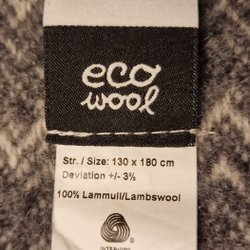 eco
wool
Str. / Size: 130 x 180 cm
Deviation +/- 3%
100% Lammull/Lambswool